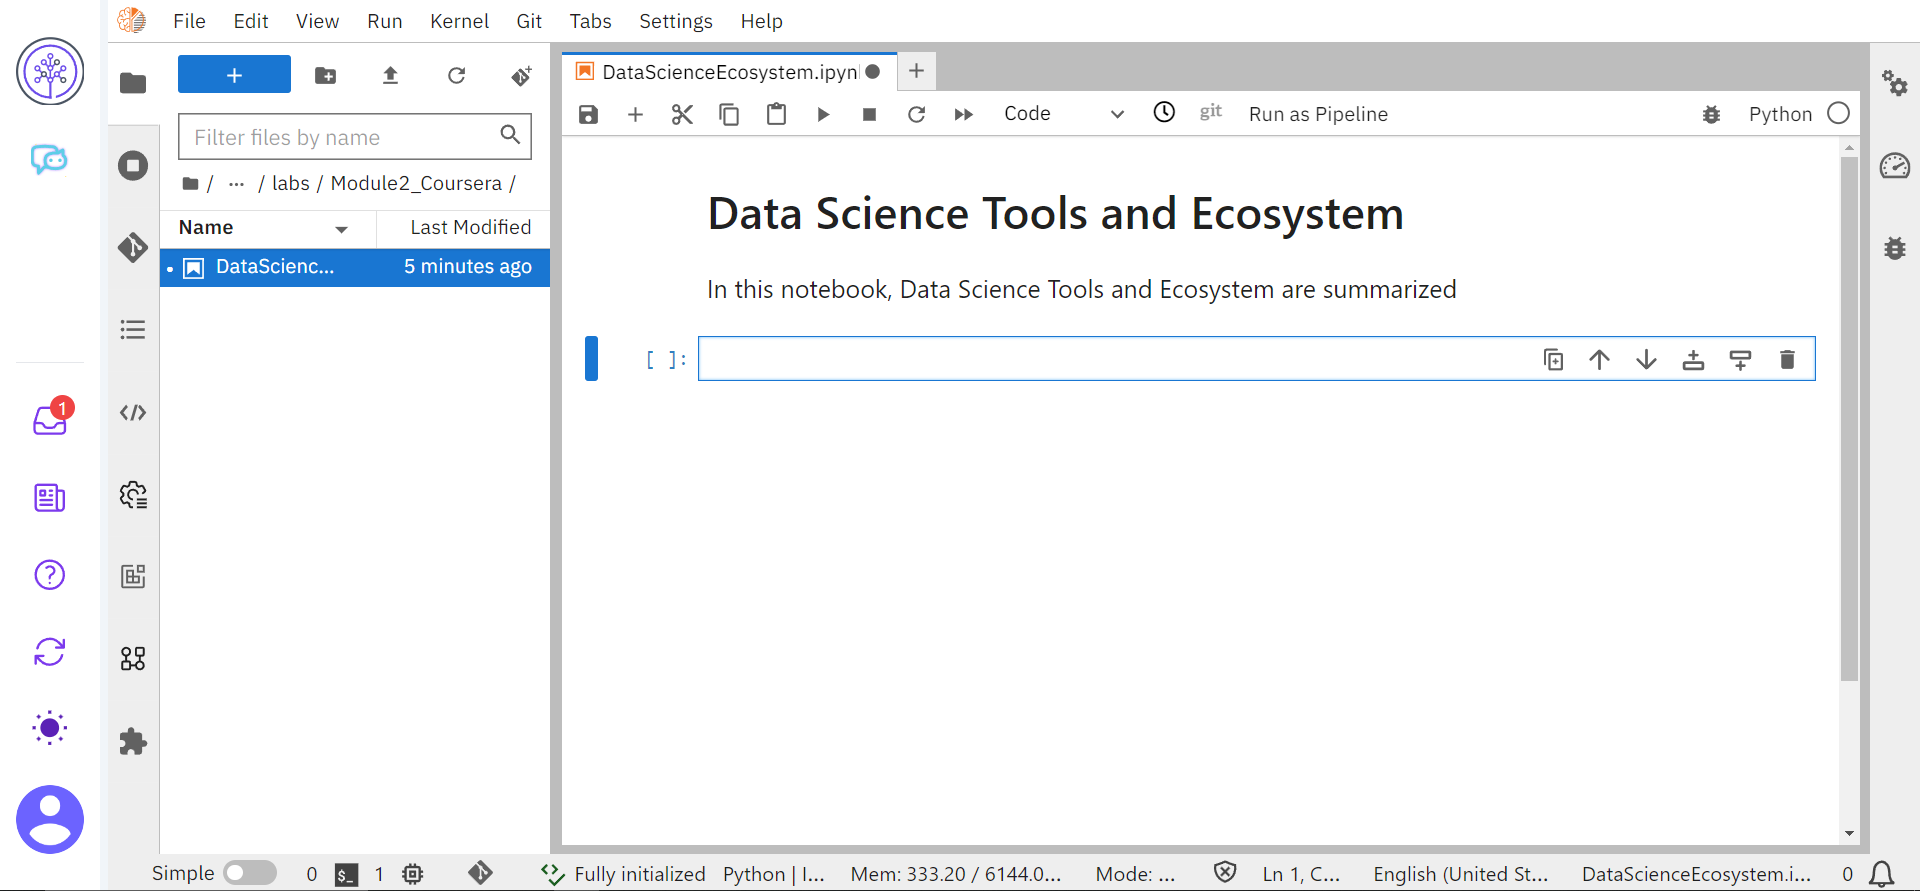 File Edit View Run Kernel Git Tabs Settings Help
Filter files by name
/ ... / labs / Module2_Coursera /
Name Last Modified
DataScienc... 5 minutes ago
DataScienceEcosystem.ipyn
Code git Run as Pipeline Python
Data Science Tools and Ecosystem
In this notebook, Data Science Tools and Ecosystem are summarized
[ ]:
1
Simple 0 $_ 1 Fully initialized Python | I... Mem: 333.20 / 6144.0... Mode: ... Ln 1, C... English (United St... DataScienceEcosystem.i... 0